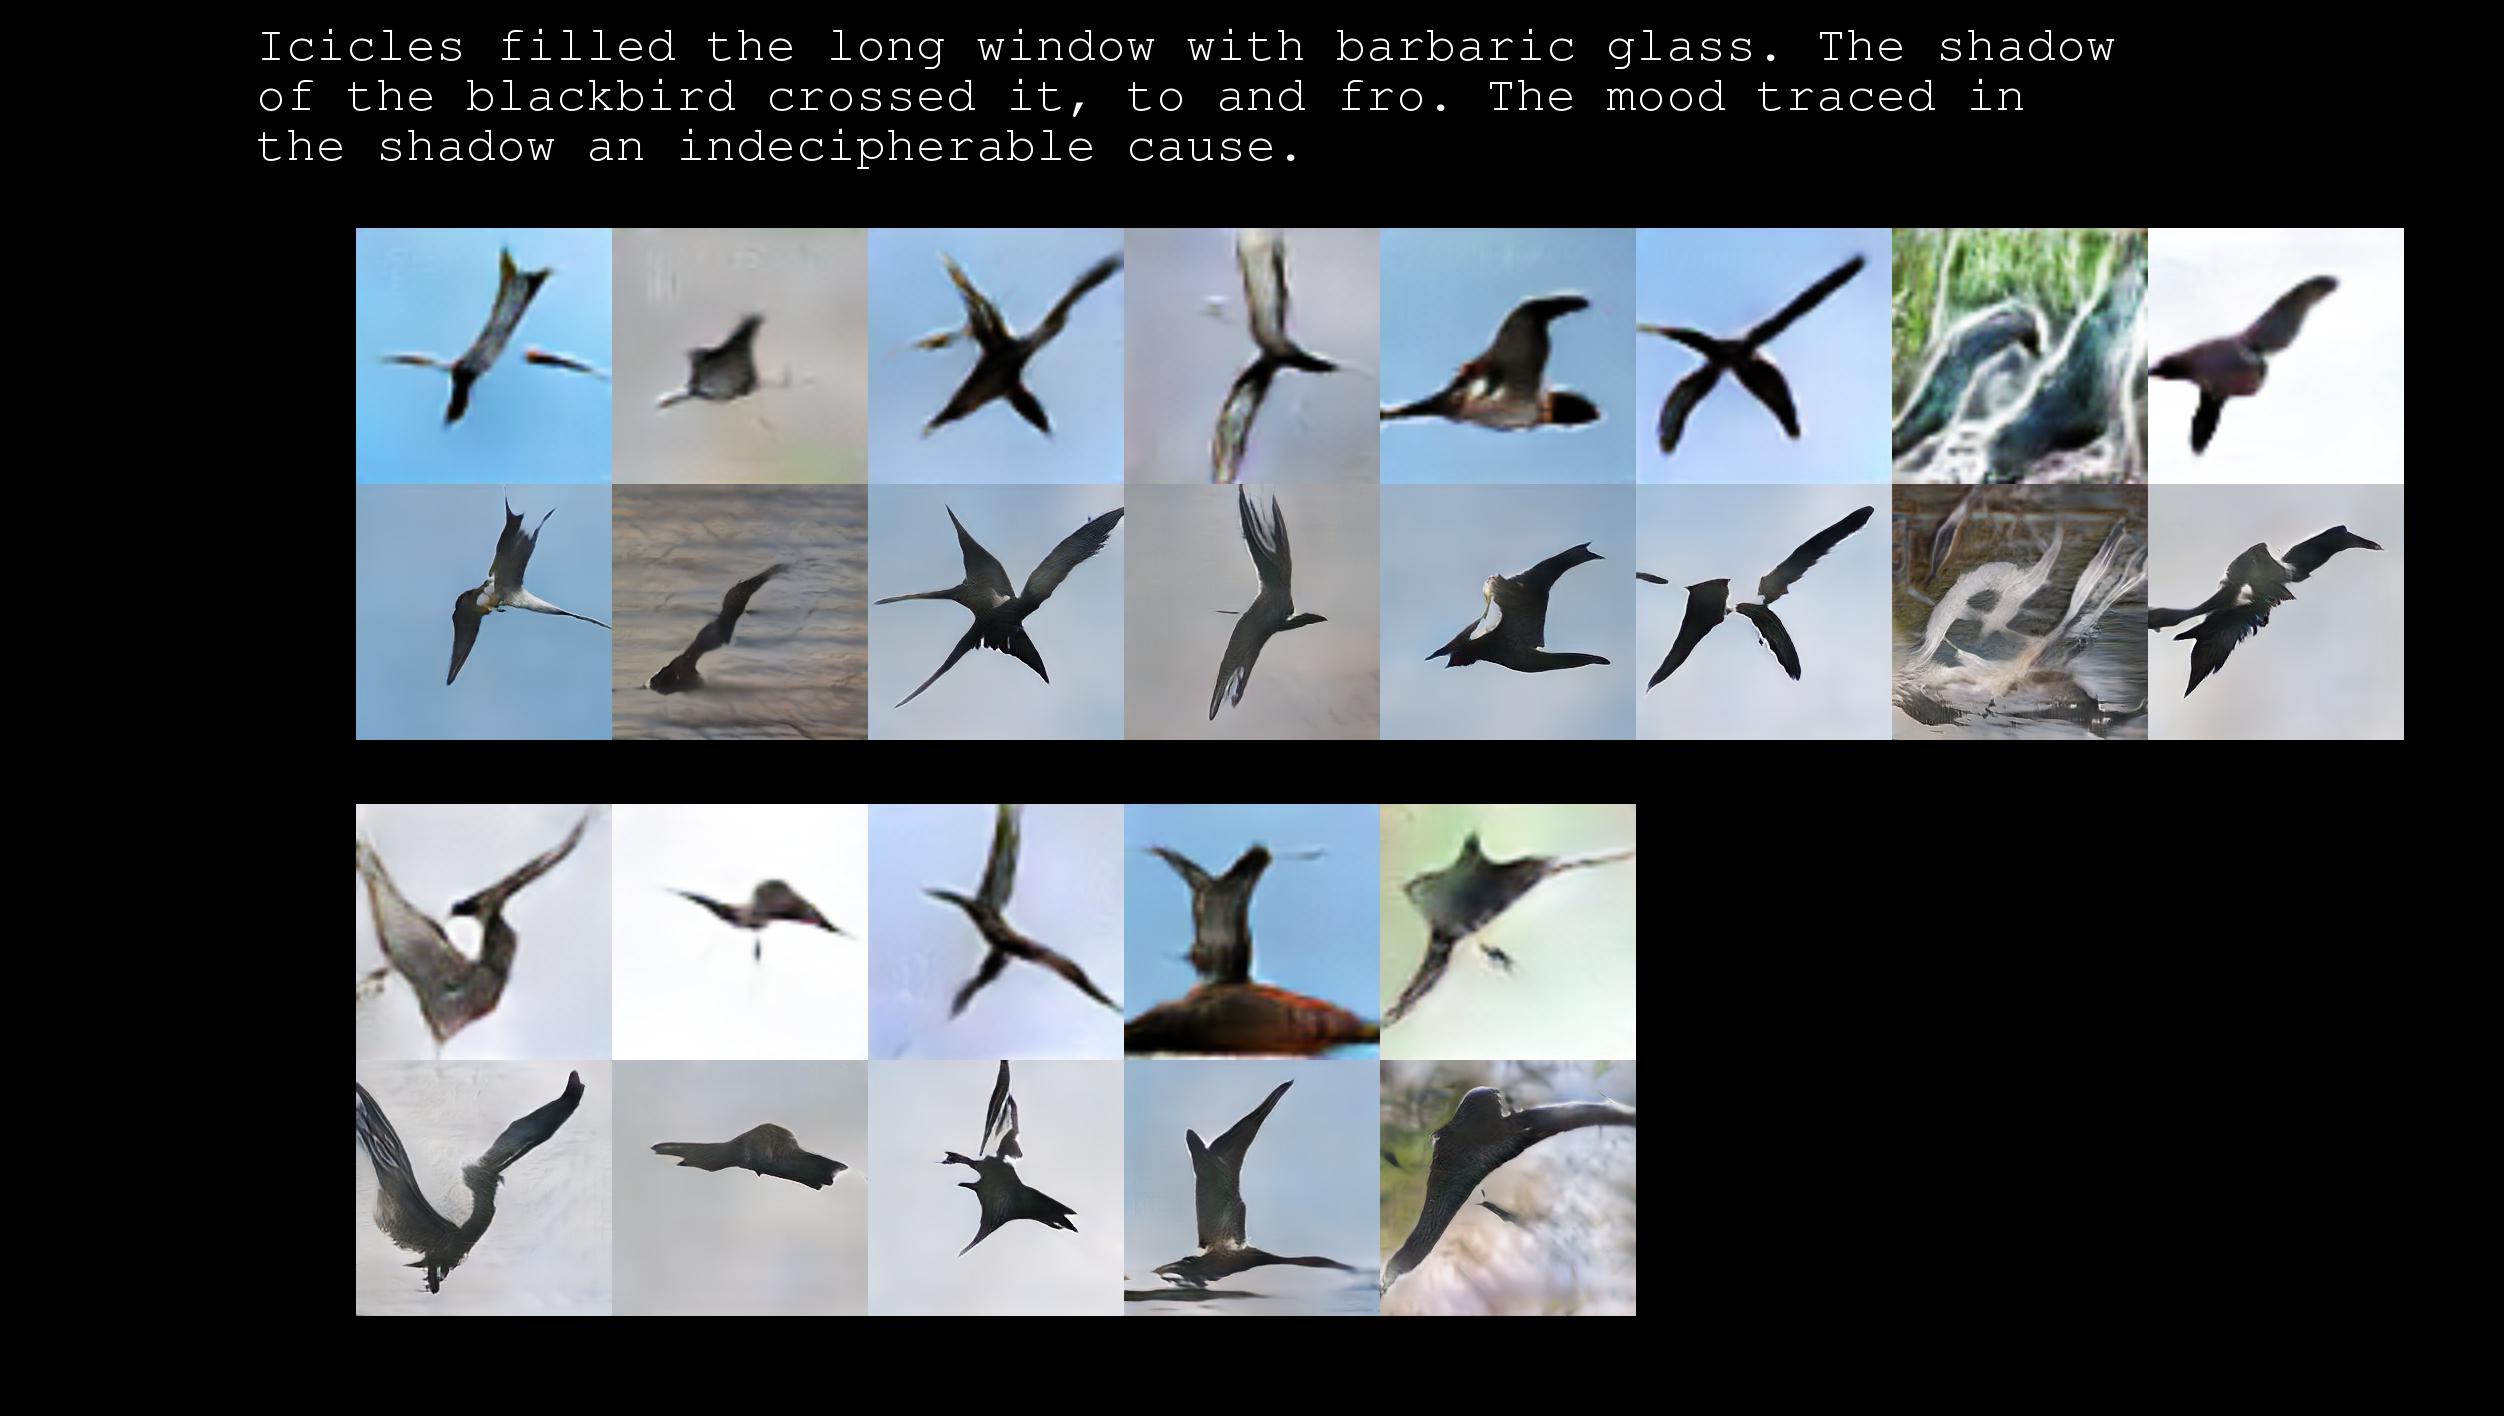 Icicles filled the long window with barbaric glass. The shadow
of the blackbird crossed it, to and fro. The mood traced in
the shadow an indecipherable cause.